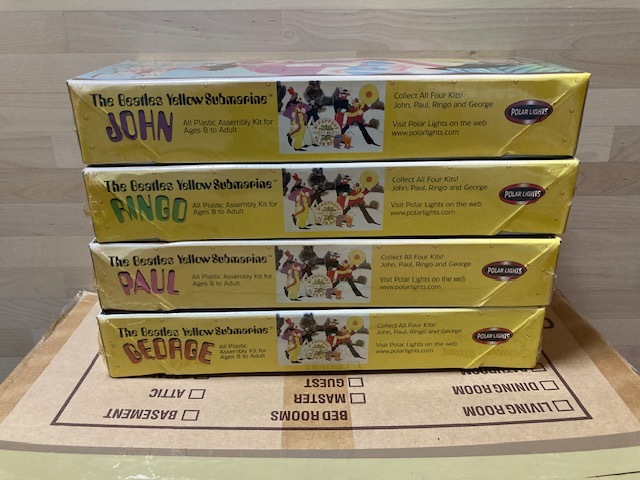 The Beatles Yellow Submarine™
JOHN
All Plastic Assembly Kit for
Ages 8 to Adult
Collect All Four Kits!
John, Paul, Ringo and George
Visit Polar Lights on the web
www.polarlights.com
POLAR LIGHTS
The Beatles Yellow Submarine™
RINGO
All Plastic Assembly Kit for
Ages 8 to Adult
Collect All Four Kits!
John, Paul, Ringo and George
Visit Polar Lights on the web
www.polarlights.com
POLAR LIGHTS
The Beatles Yellow Submarine™
PAUL
All Plastic Assembly Kit for
Ages 8 to Adult
Collect All Four Kits!
John, Paul, Ringo and George
Visit Polar Lights on the web
www.polarlights.com
POLAR LIGHTS
The Beatles Yellow Submarine™
GEORGE
All Plastic
Assembly Kit for
Ages 8 to Adult
Collect All Four Kits!
John, Paul, Ringo and George
Visit Polar Lights on the web
www.polarlights.com
POLAR LIGHTS
LIVING ROOM
DINING ROOM
BED ROOMS
MASTER
GUEST
BASEMENT
ATTIC